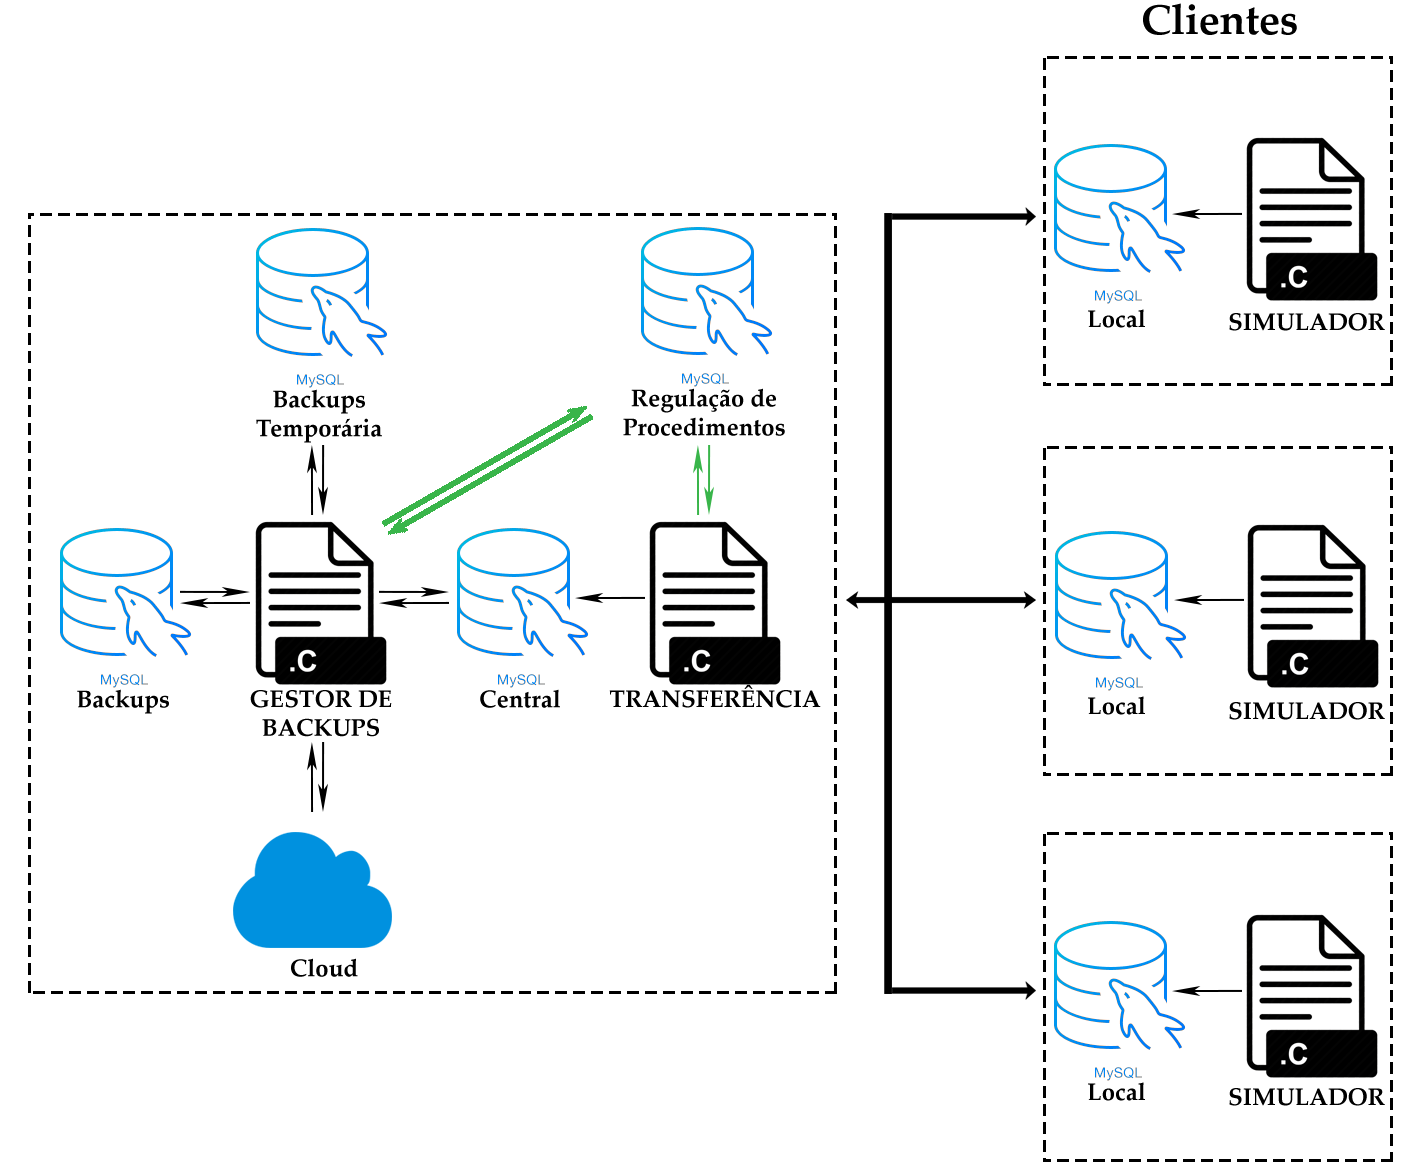 Clientes
MySQL
Local
.C
SIMULADOR
MySQL
Backups
Temporária
MySQL
Regulação de
Procedimentos
MySQL
Backups
.C
GESTOR DE
BACKUPS
MySQL
Central
.C
TRANSFERÊNCIA
MySQL
Local
.C
SIMULADOR
Cloud
MySQL
Local
.C
SIMULADOR